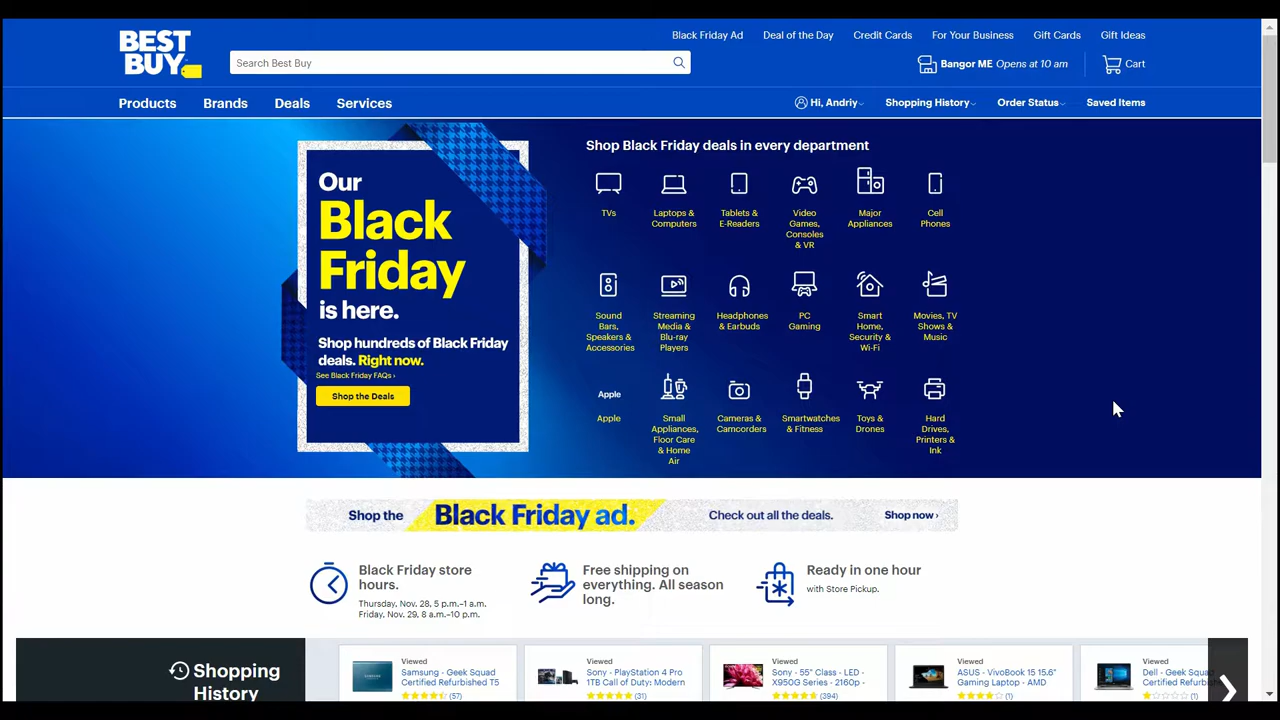 BEST
BUY
Black Friday Ad Deal of the Day Credit Cards For Your Business Gift Cards Gift Ideas
Search Best Buy
Bangor ME Opens at 10 am
Cart
Products Brands Deals Services
Hi, Andriy Shopping History Order Status Saved Items
Our
Black
Friday
is here.
Shop hundreds of Black Friday
deals. Right now.
See Black Friday FAQs ›
Shop the Deals
Shop Black Friday deals in every department
TVs
Laptops &
Computers
Tablets &
E-Readers
Video
Games,
Consoles
& VR
Major
Appliances
Cell
Phones
Sound
Bars,
Speakers &
Accessories
Streaming
Media &
Blu-ray
Players
Headphones
& Earbuds
PC
Gaming
Smart
Home,
Security &
Wi-Fi
Movies, TV
Shows &
Music
Apple
Apple
Small
Appliances,
Floor Care
& Home
Air
Cameras &
Camcorders
Smartwatches
& Fitness
Toys &
Drones
Hard
Drives,
Printers &
Ink
Shop the Black Friday ad. Check out all the deals. Shop now ›
Black Friday store
hours.
Thursday, Nov. 28, 5 p.m.–1 a.m.
Friday, Nov. 29, 8 a.m.–10 p.m.
Free shipping on
everything. All season
long.
Ready in one hour
with Store Pickup.
Shopping
History
Viewed
Samsung - Geek Squad
Certified Refurbished T5
(57)
Viewed
Sony - PlayStation 4 Pro
1TB Call of Duty: Modern
(31)
Viewed
Sony - 55" Class - LED -
X950G Series - 2160p -
(394)
Viewed
ASUS - VivoBook 15 15.6"
Gaming Laptop - AMD
(1)
Viewed
Dell - Geek Squad
Certified Refurbis
(1)